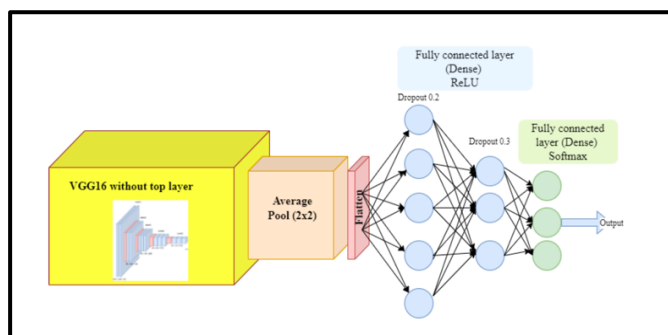 Fully connected layer
(Dense)
ReLU
Dropout 0.2
Dropout 0.3
Fully connected
layer (Dense)
Softmax
VGG16 without top layer
Average
Pool (2x2)
Flatten
Output